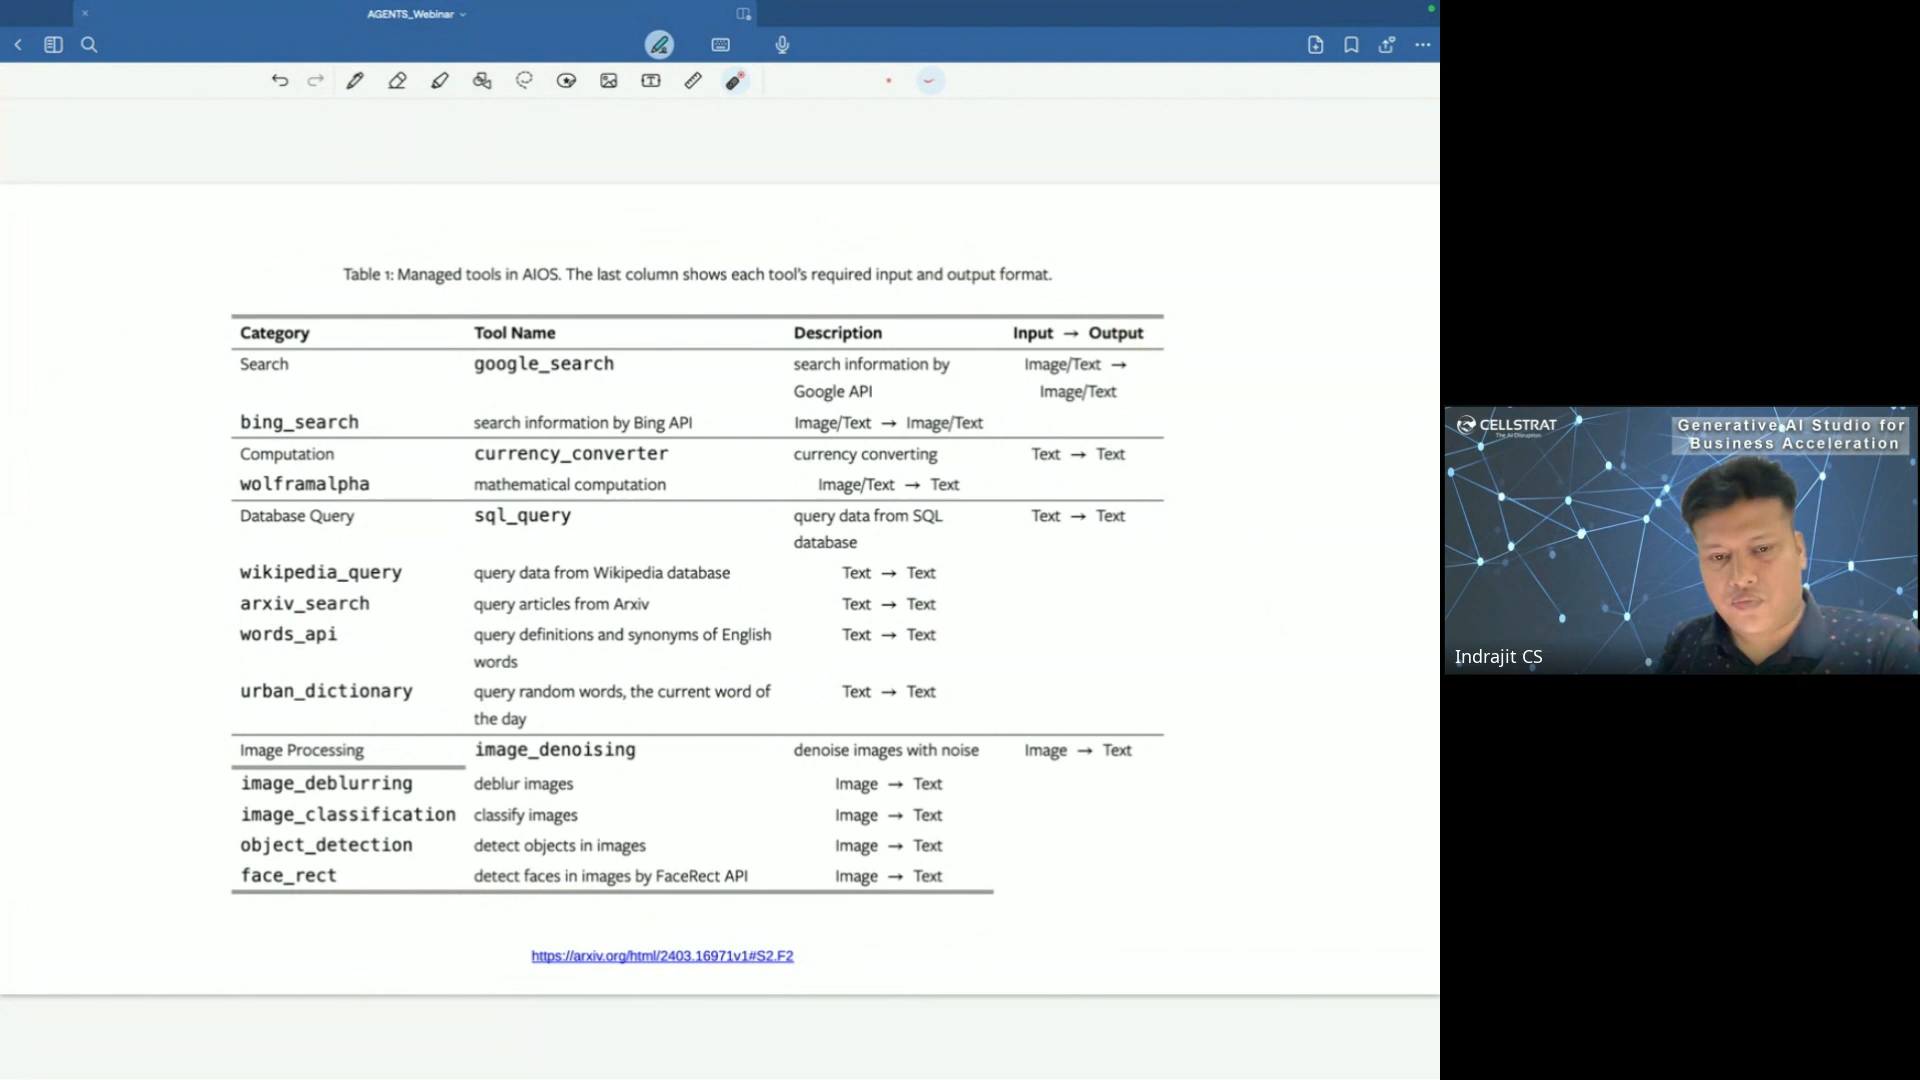 AGENTS_Webinar
Table 1: Managed tools in AIOS. The last column shows each tool's required input and output format.
Category Tool Name Description Input → Output
Search google_search search information by Image/Text →
Google API Image/Text
bing_search search information by Bing API Image/Text → Image/Text
Computation currency_converter currency converting Text → Text
wolframalpha mathematical computation Image/Text → Text
Database Query sql_query query data from SQL Text → Text
database
wikipedia_query query data from Wikipedia database Text → Text
arxiv_search query articles from Arxiv Text → Text
words_api query definitions and synonyms of English Text → Text
words
urban_dictionary query random words, the current word of Text → Text
the day
Image Processing image_denoising denoise images with noise Image → Text
image_deblurring deblur images Image → Text
image_classification classify images Image → Text
object_detection detect objects in images Image → Text
face_rect detect faces in images by FaceRect API Image → Text
https://arxiv.org/html/2403.16971v1#S2.F2
CELLSTRAT
The AI Disruption
Generative AI Studio for
Business Acceleration
Indrajit CS